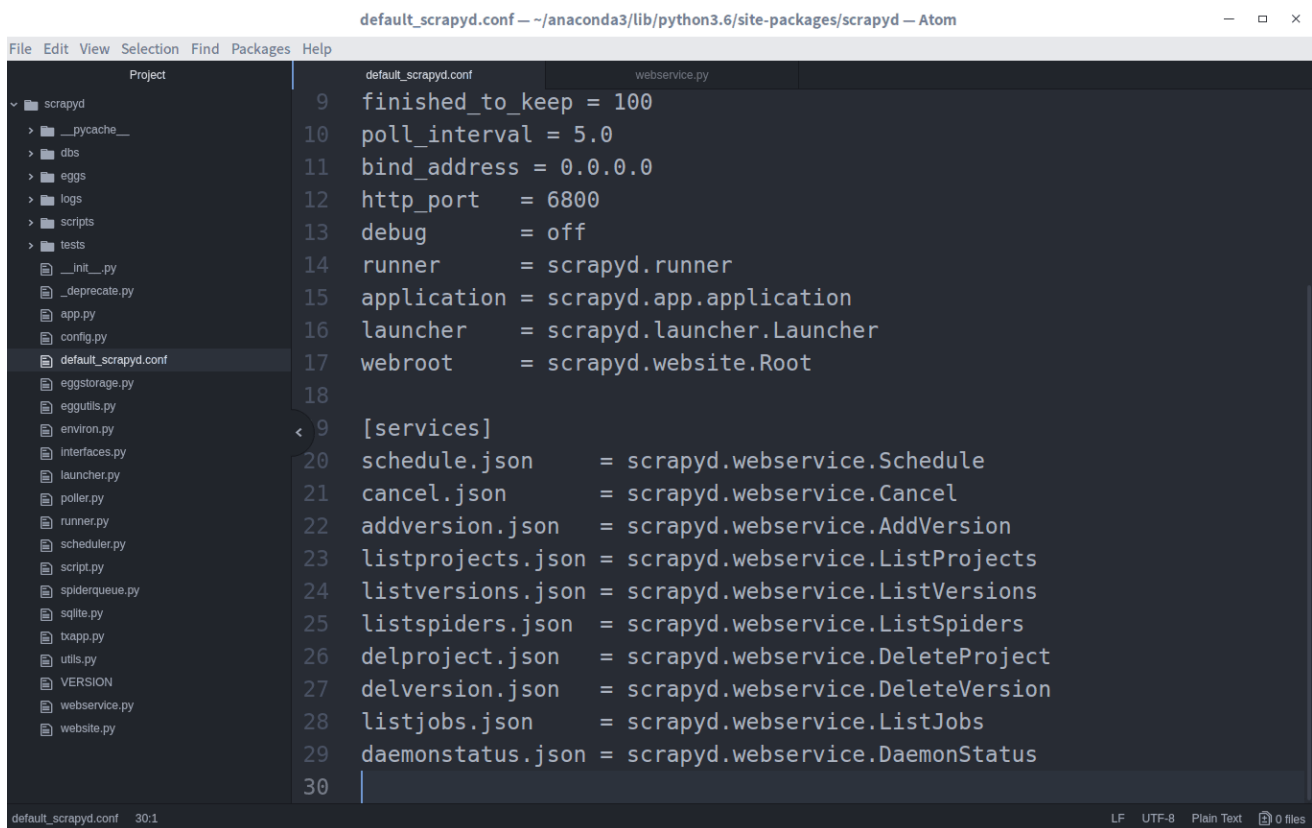 default_scrapyd.conf — ~/anaconda3/lib/python3.6/site-packages/scrapyd — Atom
File Edit View Selection Find Packages Help
Project
scrapyd
__pycache__
dbs
eggs
logs
scripts
tests
__init__.py
_deprecate.py
app.py
config.py
default_scrapyd.conf
eggstorage.py
eggutils.py
environ.py
interfaces.py
launcher.py
poller.py
runner.py
scheduler.py
script.py
spiderqueue.py
sqlite.py
txapp.py
utils.py
VERSION
webservice.py
website.py
default_scrapyd.conf webservice.py
9 finished_to_keep = 100
10 poll_interval = 5.0
11 bind_address = 0.0.0.0
12 http_port   = 6800
13 debug       = off
14 runner      = scrapyd.runner
15 application = scrapyd.app.application
16 launcher    = scrapyd.launcher.Launcher
17 webroot     = scrapyd.website.Root
18
9 [services]
20 schedule.json     = scrapyd.webservice.Schedule
21 cancel.json       = scrapyd.webservice.Cancel
22 addversion.json   = scrapyd.webservice.AddVersion
23 listprojects.json = scrapyd.webservice.ListProjects
24 listversions.json = scrapyd.webservice.ListVersions
25 listspiders.json  = scrapyd.webservice.ListSpiders
26 delproject.json   = scrapyd.webservice.DeleteProject
27 delversion.json   = scrapyd.webservice.DeleteVersion
28 listjobs.json     = scrapyd.webservice.ListJobs
29 daemonstatus.json = scrapyd.webservice.DaemonStatus
30
default_scrapyd.conf 30:1 LF UTF-8 Plain Text 0 files